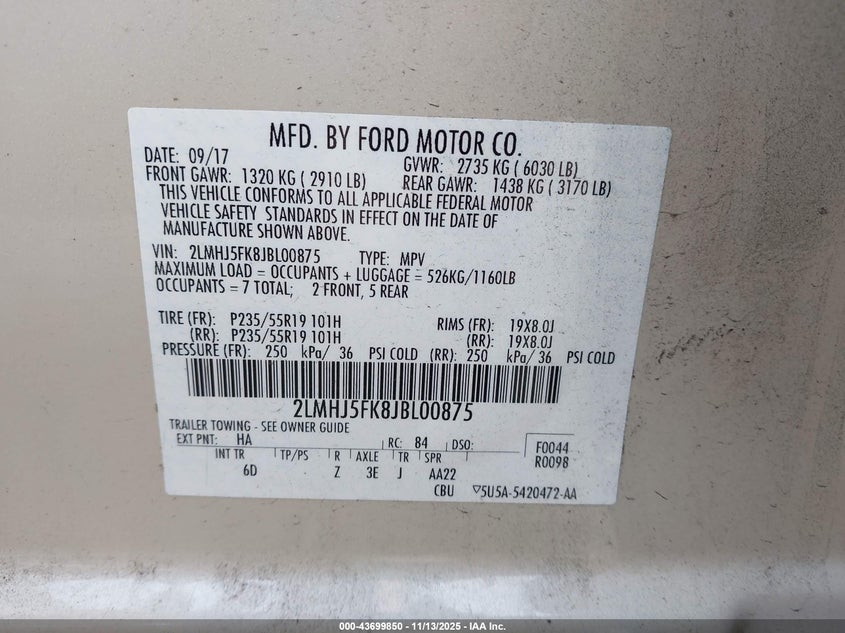 MFD. BY FORD MOTOR CO.
DATE: 09/17 GVWR: 2735 KG ( 6030 LB)
FRONT GAWR: 1320 KG ( 2910 LB) REAR GAWR: 1438 KG ( 3170 LB)
THIS VEHICLE CONFORMS TO ALL APPLICABLE FEDERAL MOTOR
VEHICLE SAFETY STANDARDS IN EFFECT ON THE DATE OF
MANUFACTURE SHOWN ABOVE.
VIN: 2LMHJ5FK8JBL00875 TYPE: MPV
MAXIMUM LOAD = OCCUPANTS + LUGGAGE = 526KG/1160LB
OCCUPANTS = 7 TOTAL; 2 FRONT, 5 REAR
TIRE (FR): P235/55R19 101H RIMS (FR): 19X8.0J
(RR): P235/55R19 101H (RR): 19X8.0J
PRESSURE (FR): 250 kPa/ 36 PSI COLD (RR): 250 kPa/ 36 PSI COLD
2LMHJ5FK8JBL00875
TRAILER TOWING - SEE OWNER GUIDE
EXT PNT: HA RC: 84 DSO: F0044
INT TR TP/PS R AXLE TR SPR R0098
6D Z 3E J AA22
CBU ▽5U5A-5420472-AA
000-43699850 - 11/13/2025 - IAA Inc.